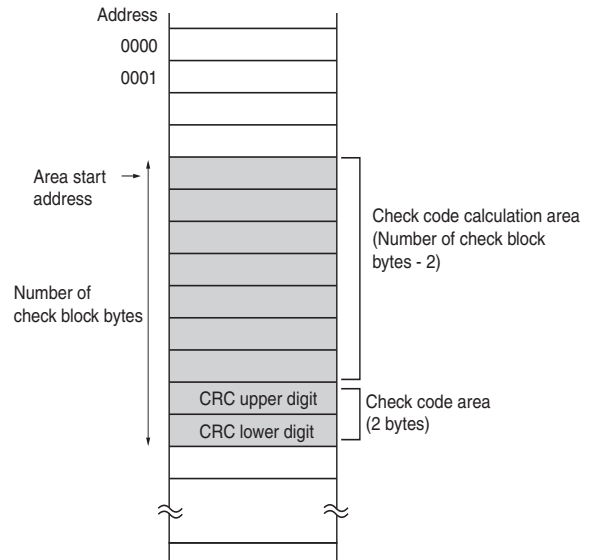 Address
0000
0001
Area start
address
Check code calculation area
(Number of check block
bytes - 2)
Number of
check block bytes
CRC upper digit
CRC lower digit
Check code area
(2 bytes)